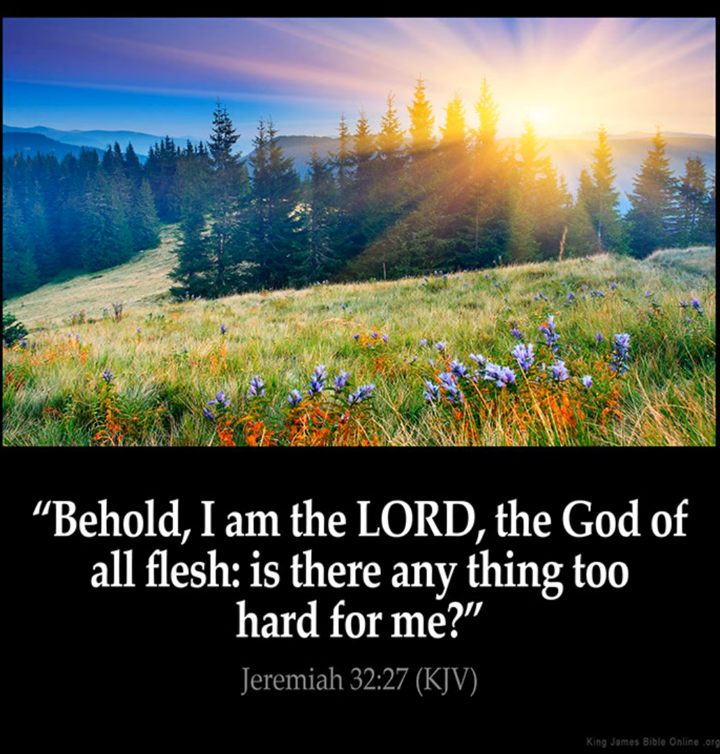 “Behold, I am the LORD, the God of
all flesh: is there any thing too
hard for me?”
Jeremiah 32:27 (KJV)
King James Bible Online .org